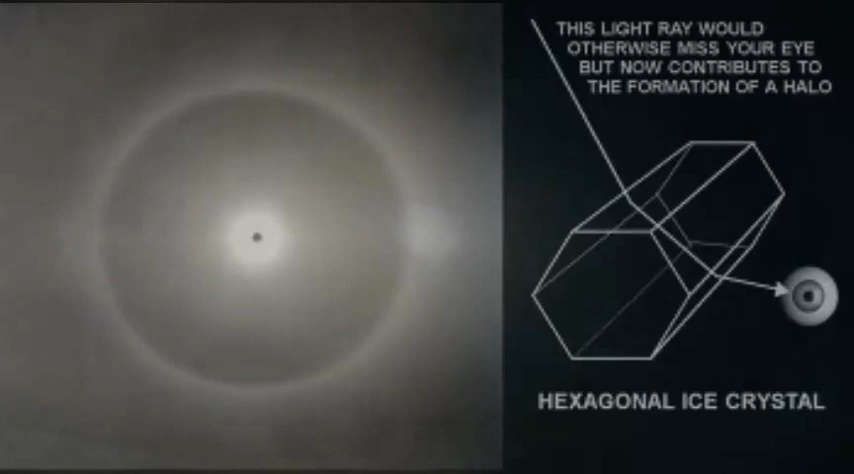 THIS LIGHT RAY WOULD
OTHERWISE MISS YOUR EYE
BUT NOW CONTRIBUTES TO
THE FORMATION OF A HALO
HEXAGONAL ICE CRYSTAL